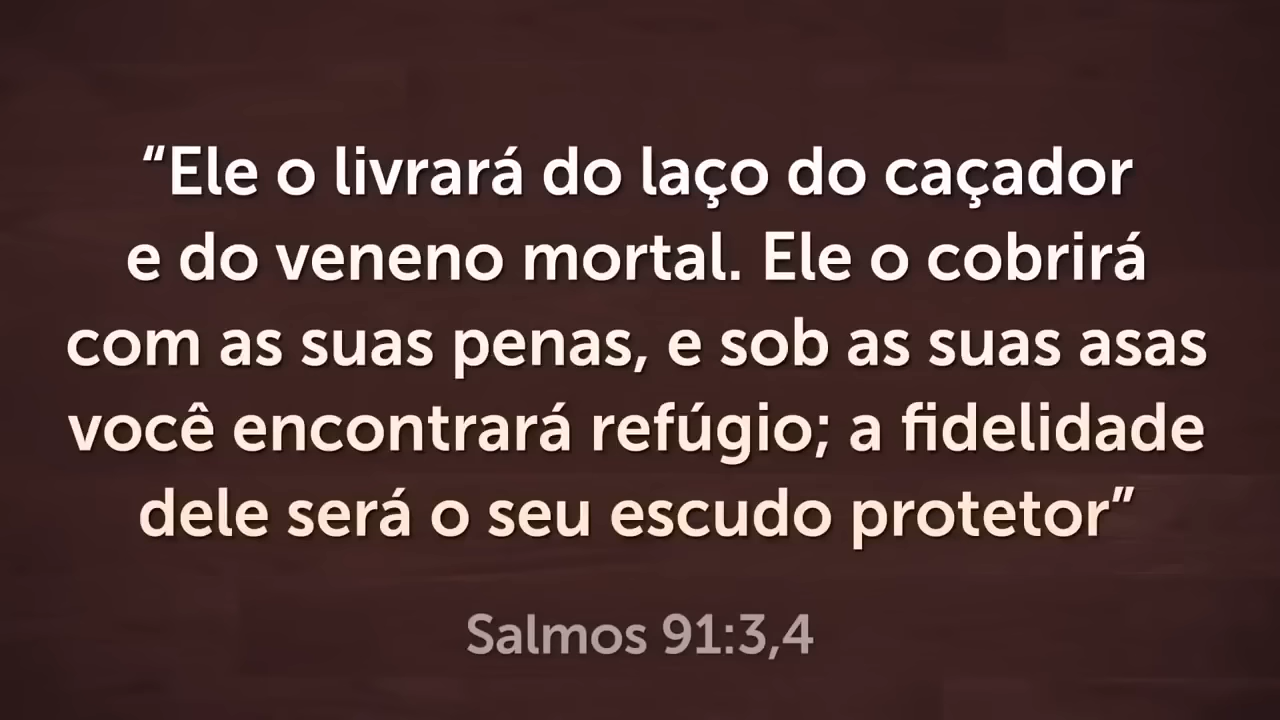 “Ele o livrará do laço do caçador
e do veneno mortal. Ele o cobrirá
com as suas penas, e sob as suas asas
você encontrará refúgio; a fidelidade
dele será o seu escudo protetor”
Salmos 91:3,4